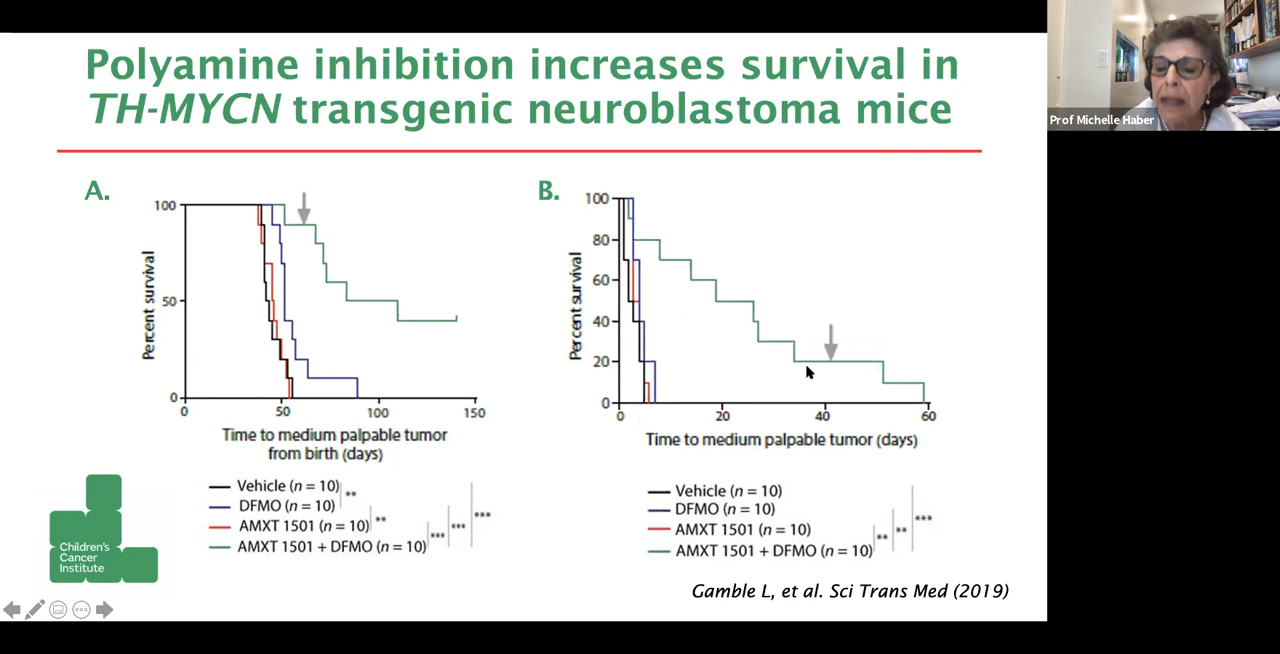 Polyamine inhibition increases survival in
TH-MYCN transgenic neuroblastoma mice
Prof Michelle Haber
A.
100
50
0
Percent survival
0 50 100 150
Time to medium palpable tumor
from birth (days)
Vehicle (n = 10)
**
DFMO (n = 10)
AMXT 1501 (n = 10)
**
AMXT 1501 + DFMO (n = 10)
***
***
***
B.
100
80
60
40
20
0
Percent survival
0 20 40 60
Time to medium palpable tumor (days)
Vehicle (n = 10)
DFMO (n = 10)
AMXT 1501 (n = 10)
AMXT 1501 + DFMO (n = 10)
**
**
***
Children's
Cancer
Institute
Gamble L, et al. Sci Trans Med (2019)